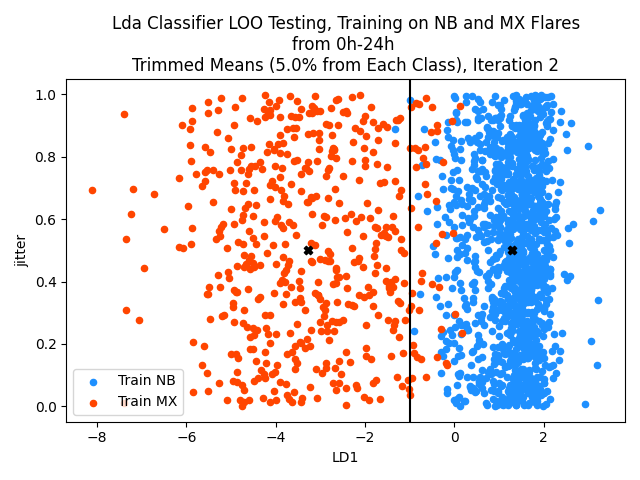 Lda Classifier LOO Testing, Training on NB and MX Flares
from 0h-24h
Trimmed Means (5.0% from Each Class), Iteration 2
jitter
1.0
0.8
0.6
0.4
0.2
0.0
Train NB
Train MX
−8
−6
−4
−2
0
2
LD1